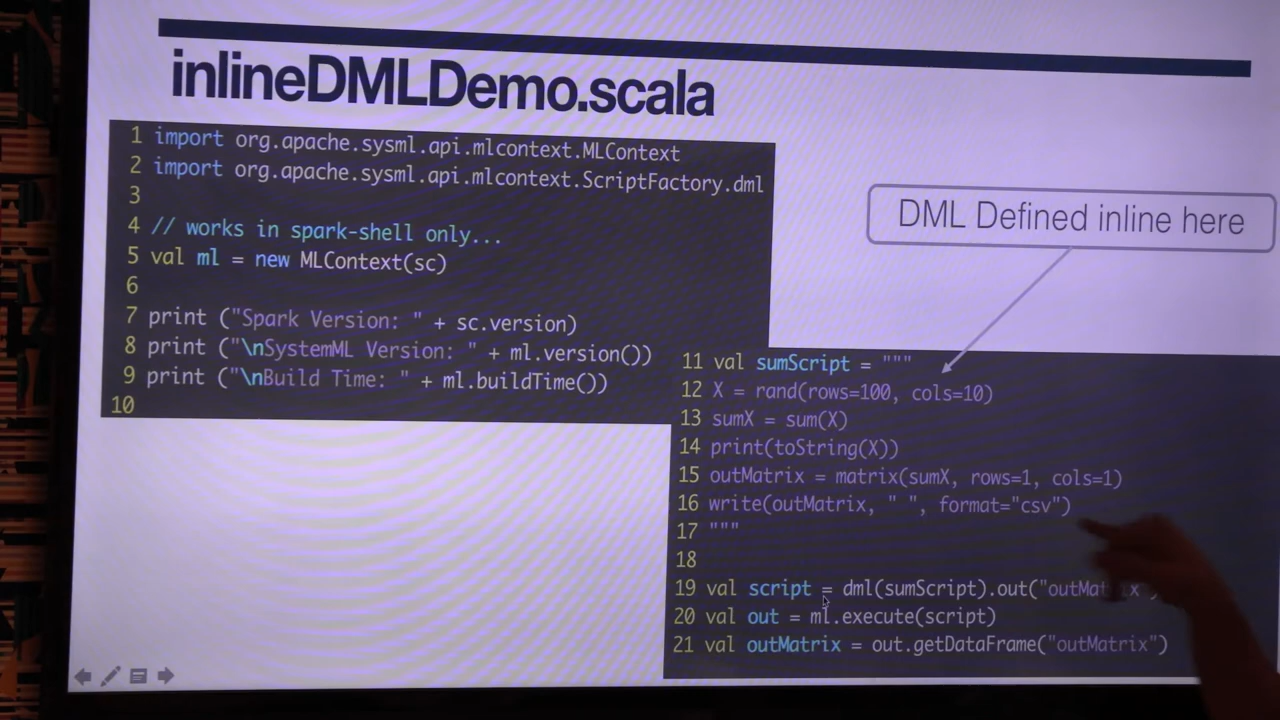 inlineDMLDemo.scala
1 import org.apache.sysml.api.mlcontext.MLContext
2 import org.apache.sysml.api.mlcontext.ScriptFactory.dml
3
4 // works in spark-shell only...
5 val ml = new MLContext(sc)
6
7 print ("Spark Version: " + sc.version)
8 print ("\nSystemML Version: " + ml.version())
9 print ("\nBuild Time: " + ml.buildTime())
10
DML Defined inline here
11 val sumScript = """
12 X = rand(rows=100, cols=10)
13 sumX = sum(X)
14 print(toString(X))
15 outMatrix = matrix(sumX, rows=1, cols=1)
16 write(outMatrix, " ", format="csv")
17 """
18
19 val script = dml(sumScript).out("outMatrix")
20 val out = ml.execute(script)
21 val outMatrix = out.getDataFrame("outMatrix")